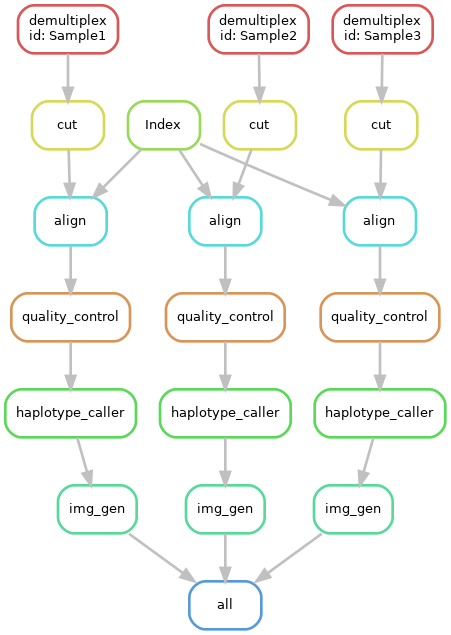 demultiplex
id: Sample1
demultiplex
id: Sample2
demultiplex
id: Sample3
cut
Index
cut
cut
align
align
align
quality_control
quality_control
quality_control
haplotype_caller
haplotype_caller
haplotype_caller
img_gen
img_gen
img_gen
all